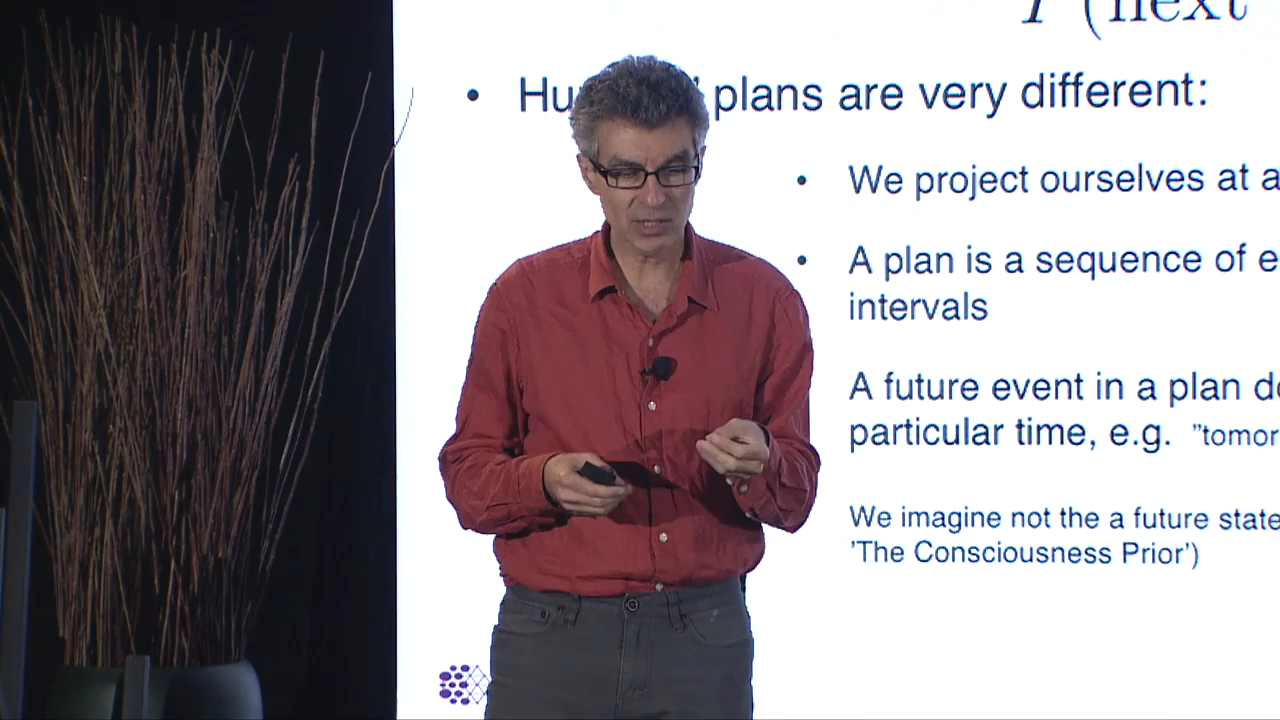 (next
• Hu plans are very different:
• We project ourselves at a
• A plan is a sequence of e
intervals
A future event in a plan d
particular time, e.g. "tomor
We imagine not the a future state
'The Consciousness Prior')